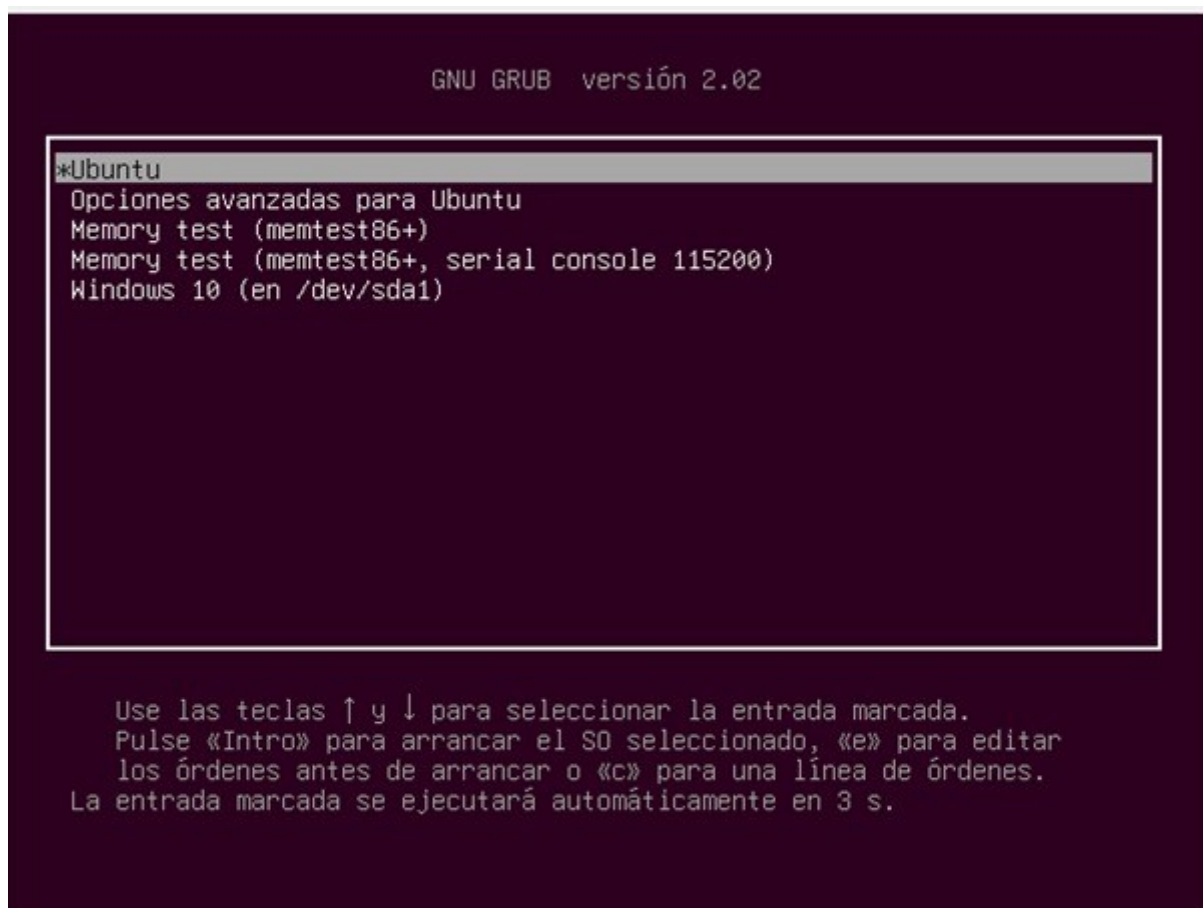 GNU GRUB versión 2.02
*Ubuntu
Opciones avanzadas para Ubuntu
Memory test (memtest86+)
Memory test (memtest86+, serial console 115200)
Windows 10 (en /dev/sda1)
Use las teclas ↑ y ↓ para seleccionar la entrada marcada.
Pulse «Intro» para arrancar el SO seleccionado, «e» para editar
los órdenes antes de arrancar o «c» para una línea de órdenes.
La entrada marcada se ejecutará automáticamente en 3 s.